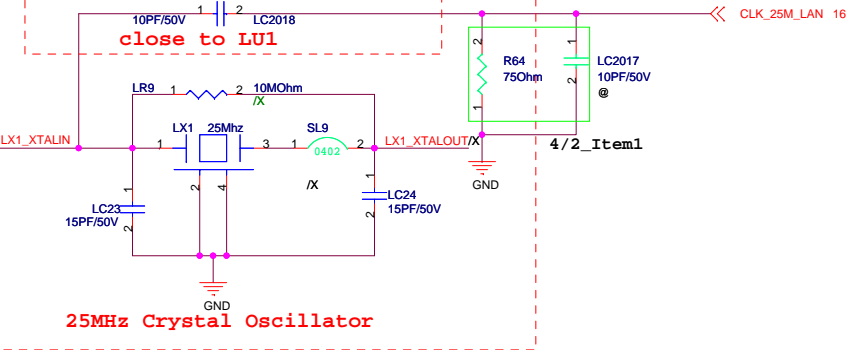 1 2
10PF/50V LC2018
close to LU1
CLK_25M_LAN 16
2 1
R64 LC2017
75Ohm 10PF/50V
1 2
@
LR9 1 2 10MOhm
/X
LX1 25Mhz SL9
LX1_XTALIN 1 3 1 0402 2 LX1_XTALOUT /X
4/2_Item1
2 4
/X
GND
1 1
LC23 LC24
15PF/50V 15PF/50V
2 2
GND
25MHz Crystal Oscillator